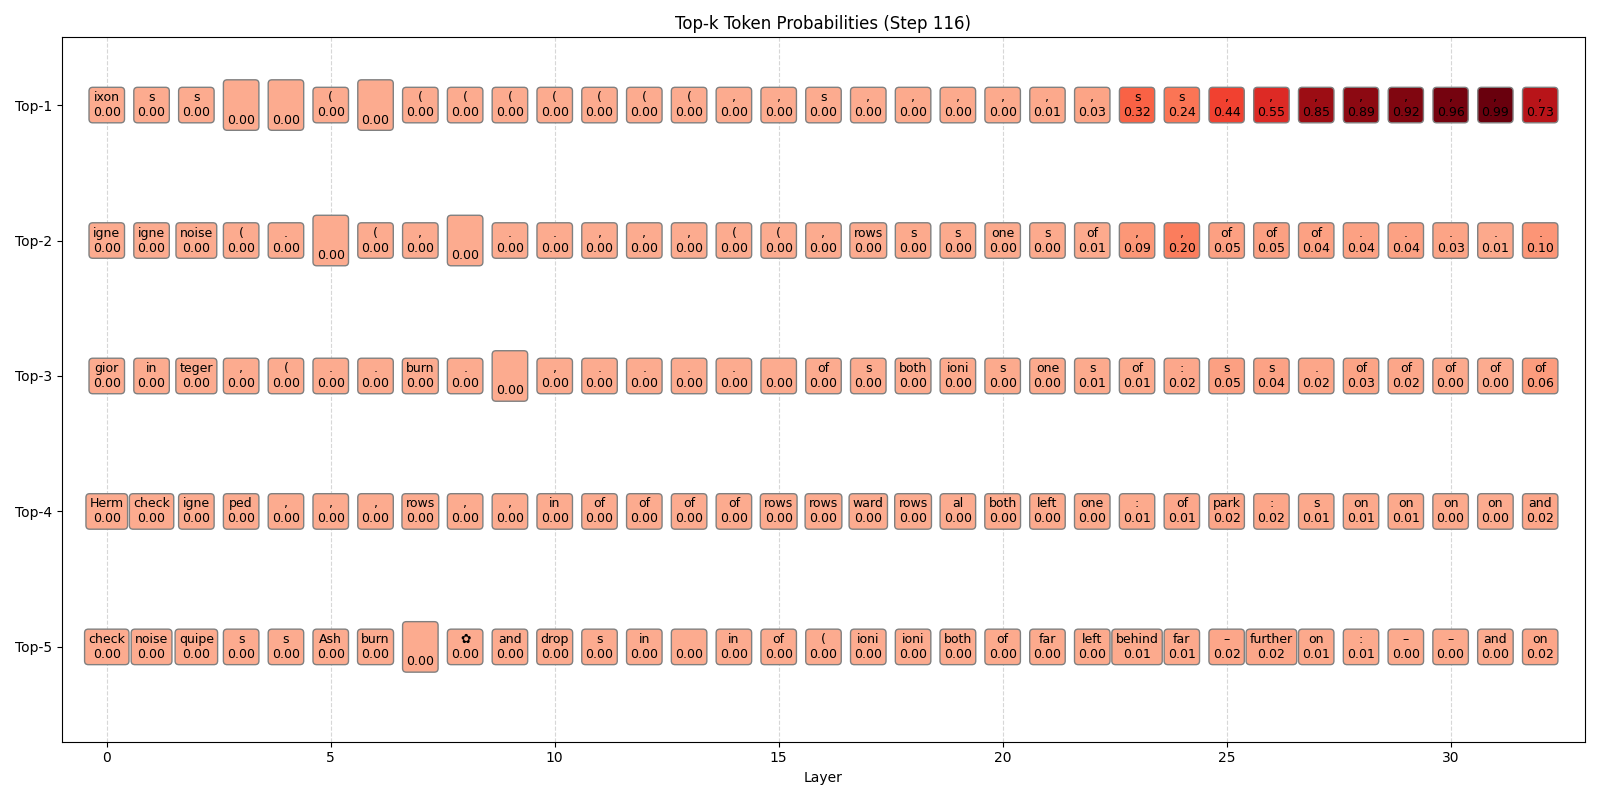 Top-k Token Probabilities (Step 116)
Top-1
ixon s s ( ( ( ( ( ( ( ( , , s , , , , , , s s , , , , , , , ,
0.00 0.00 0.00 0.00 0.00 0.00 0.00 0.00 0.00 0.00 0.00 0.00 0.00 0.00 0.00 0.00 0.00 0.00 0.00 0.00 0.00 0.01 0.03 0.32 0.24 0.44 0.55 0.85 0.89 0.92 0.96 0.99 0.73
Top-2
igne igne noise ( . ( , . . , , , ( ( , rows s s one s of , , of of of . . . . .
0.00 0.00 0.00 0.00 0.00 0.00 0.00 0.00 0.00 0.00 0.00 0.00 0.00 0.00 0.00 0.00 0.00 0.00 0.00 0.00 0.00 0.00 0.01 0.09 0.20 0.05 0.05 0.04 0.04 0.04 0.03 0.01 0.10
Top-3
gior in teger , ( . . burn . , . . . . of s both ioni s one s of : s s . of of of of of
0.00 0.00 0.00 0.00 0.00 0.00 0.00 0.00 0.00 0.00 0.00 0.00 0.00 0.00 0.00 0.00 0.00 0.00 0.00 0.00 0.00 0.00 0.01 0.01 0.02 0.05 0.04 0.02 0.03 0.02 0.00 0.00 0.06
Top-4
Herm check igne ped , , , rows , , in of of of of rows rows ward rows al both left one : of park : s on on on on and
0.00 0.00 0.00 0.00 0.00 0.00 0.00 0.00 0.00 0.00 0.00 0.00 0.00 0.00 0.00 0.00 0.00 0.00 0.00 0.00 0.00 0.00 0.00 0.01 0.01 0.02 0.02 0.01 0.01 0.01 0.00 0.00 0.02
Top-5
check noise quipe s s Ash burn ✿ and drop s in in of ( ioni ioni both of far left behind far – further on : – – and on
0.00 0.00 0.00 0.00 0.00 0.00 0.00 0.00 0.00 0.00 0.00 0.00 0.00 0.00 0.00 0.00 0.00 0.00 0.00 0.00 0.00 0.00 0.00 0.01 0.01 0.02 0.02 0.01 0.01 0.00 0.00 0.00 0.02
0 5 10 15 20 25 30
Layer